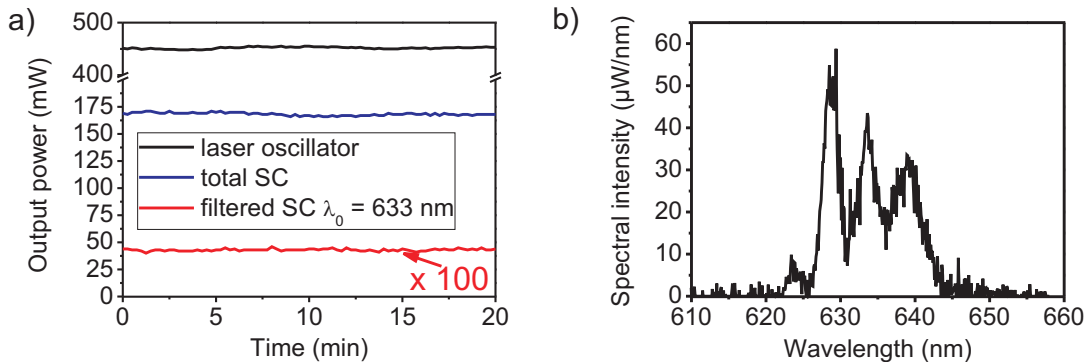 a)
Output power (mW)
500
400
175
150
125
100
75
50
25
0
laser oscillator
total SC
filtered SC λ₀ = 633 nm
x 100
0 5 10 15 20
Time (min)
b)
Spectral intensity (µW/nm)
60
50
40
30
20
10
0
610 620 630 640 650 660
Wavelength (nm)